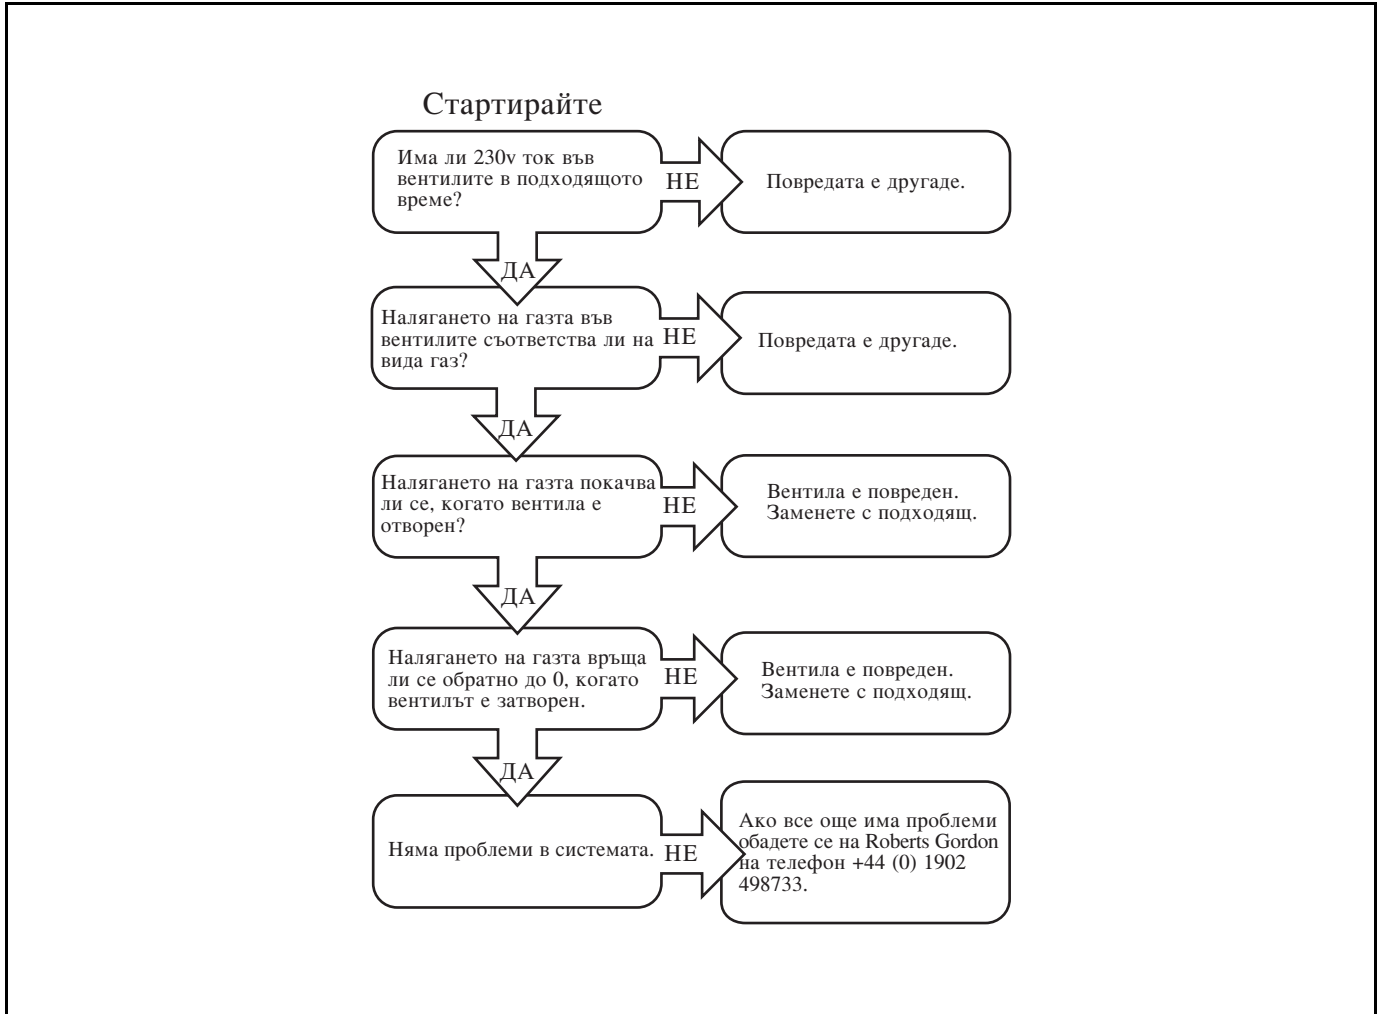 Стартирайте
Има ли 230v ток във
вентилите в подходящото
време?
НЕ
Повредата е другаде.
ДА
Налягането на газта във
вентилите съответства ли на
вида газ?
НЕ
Повредата е другаде.
ДА
Налягането на газта покачва
ли се, когато вентила е
отворен?
НЕ
Вентила е повреден.
Заменете с подходящ.
ДА
Налягането на газта връща
ли се обратно до 0, когато
вентилът е затворен.
НЕ
Вентила е повреден.
Заменете с подходящ.
ДА
Няма проблеми в системата.
НЕ
Ако все още има проблеми
обадете се на Roberts Gordon
на телефон +44 (0) 1902
498733.